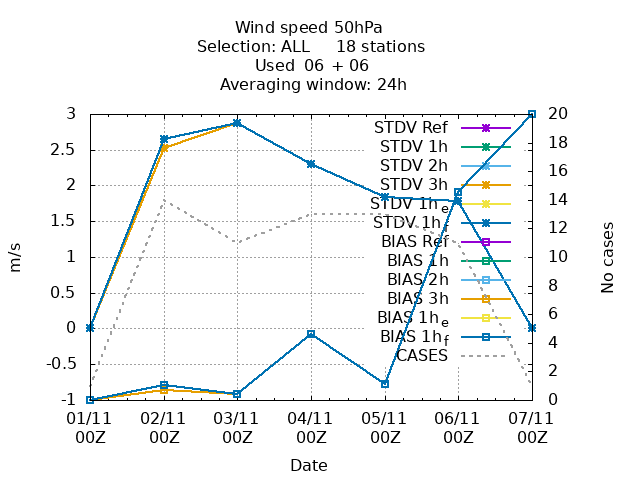 Wind speed 50hPa
Selection: ALL 18 stations
Used 06 + 06
Averaging window: 24h
3
2.5
2
1.5
1
0.5
0
-0.5
-1
m/s
20
18
16
14
12
10
8
6
4
2
0
No cases
STDV Ref
STDV 1h
STDV 2h
STDV 3h
STDV 1h e
STDV 1h
BIAS Ref
BIAS 1h
BIAS 2h
BIAS 3h
BIAS 1h e
BIAS 1h f
CASES
01/11 02/11 03/11 04/11 05/11 06/11 07/11
00Z 00Z 00Z 00Z 00Z 00Z 00Z
Date